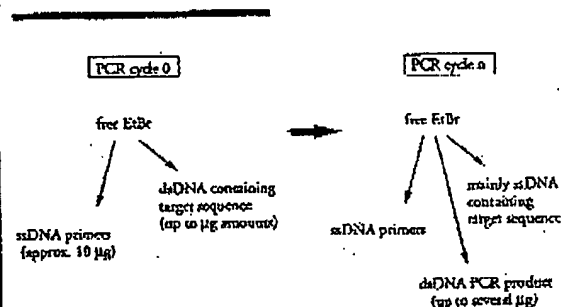 PCR cycle 0
free EtBr
dsDNA containing
target sequence
(up to µg amounts)
ssDNA primers
(approx. 10 µg)
PCR cycle n
free EtBr
mainly ssDNA
containing
target sequence
ssDNA primers
dsDNA PCR product
(up to several µg)